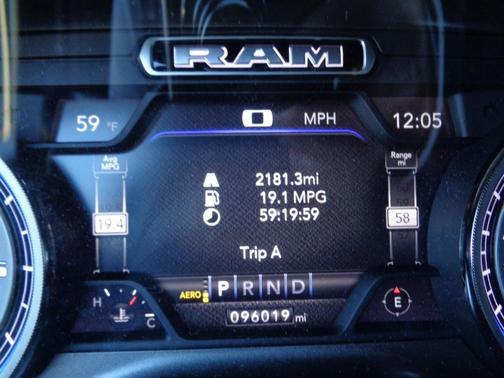 RAM
59 °F
0 MPH
12:05
Avg
MPG
19.4
2181.3mi
19.1 MPG
59:19:59
Trip A
Range
mi
58
H
C
AERO
P R N D
096019 mi
E